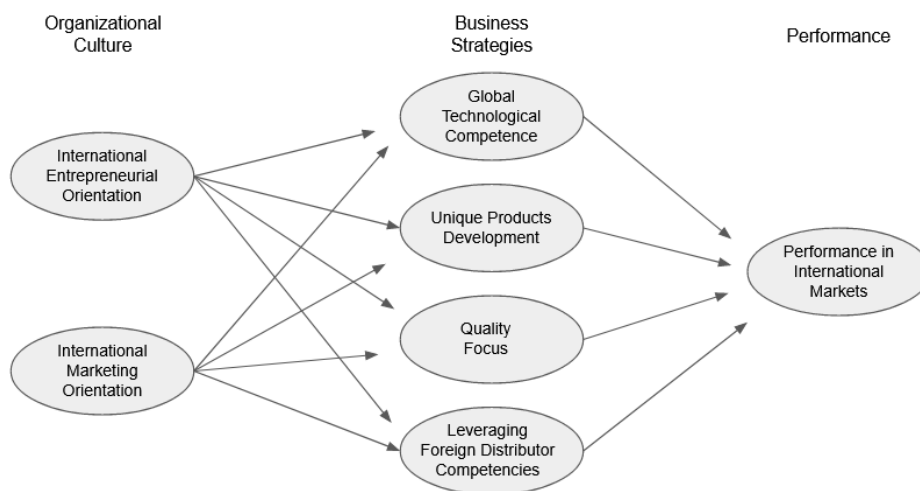 Organizational
Culture
Business
Strategies
Performance
Global
Technological
Competence
International
Entrepreneurial
Orientation
Unique Products
Development
Performance in
International
Markets
Quality
Focus
International
Marketing
Orientation
Leveraging
Foreign Distributor
Competencies